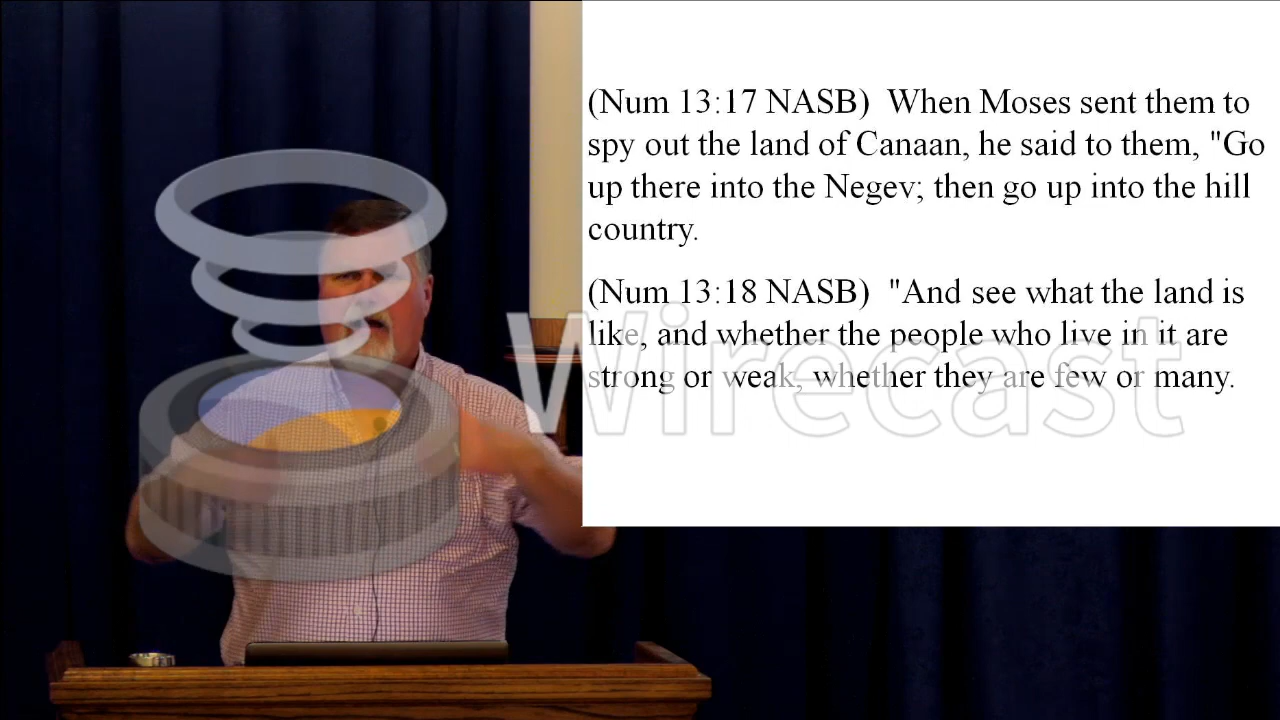 (Num 13:17 NASB)  When Moses sent them to
spy out the land of Canaan, he said to them, "Go
up there into the Negev; then go up into the hill
country.
(Num 13:18 NASB)  "And see what the land is
like, and whether the people who live in it are
strong or weak, whether they are few or many.
Wirecast